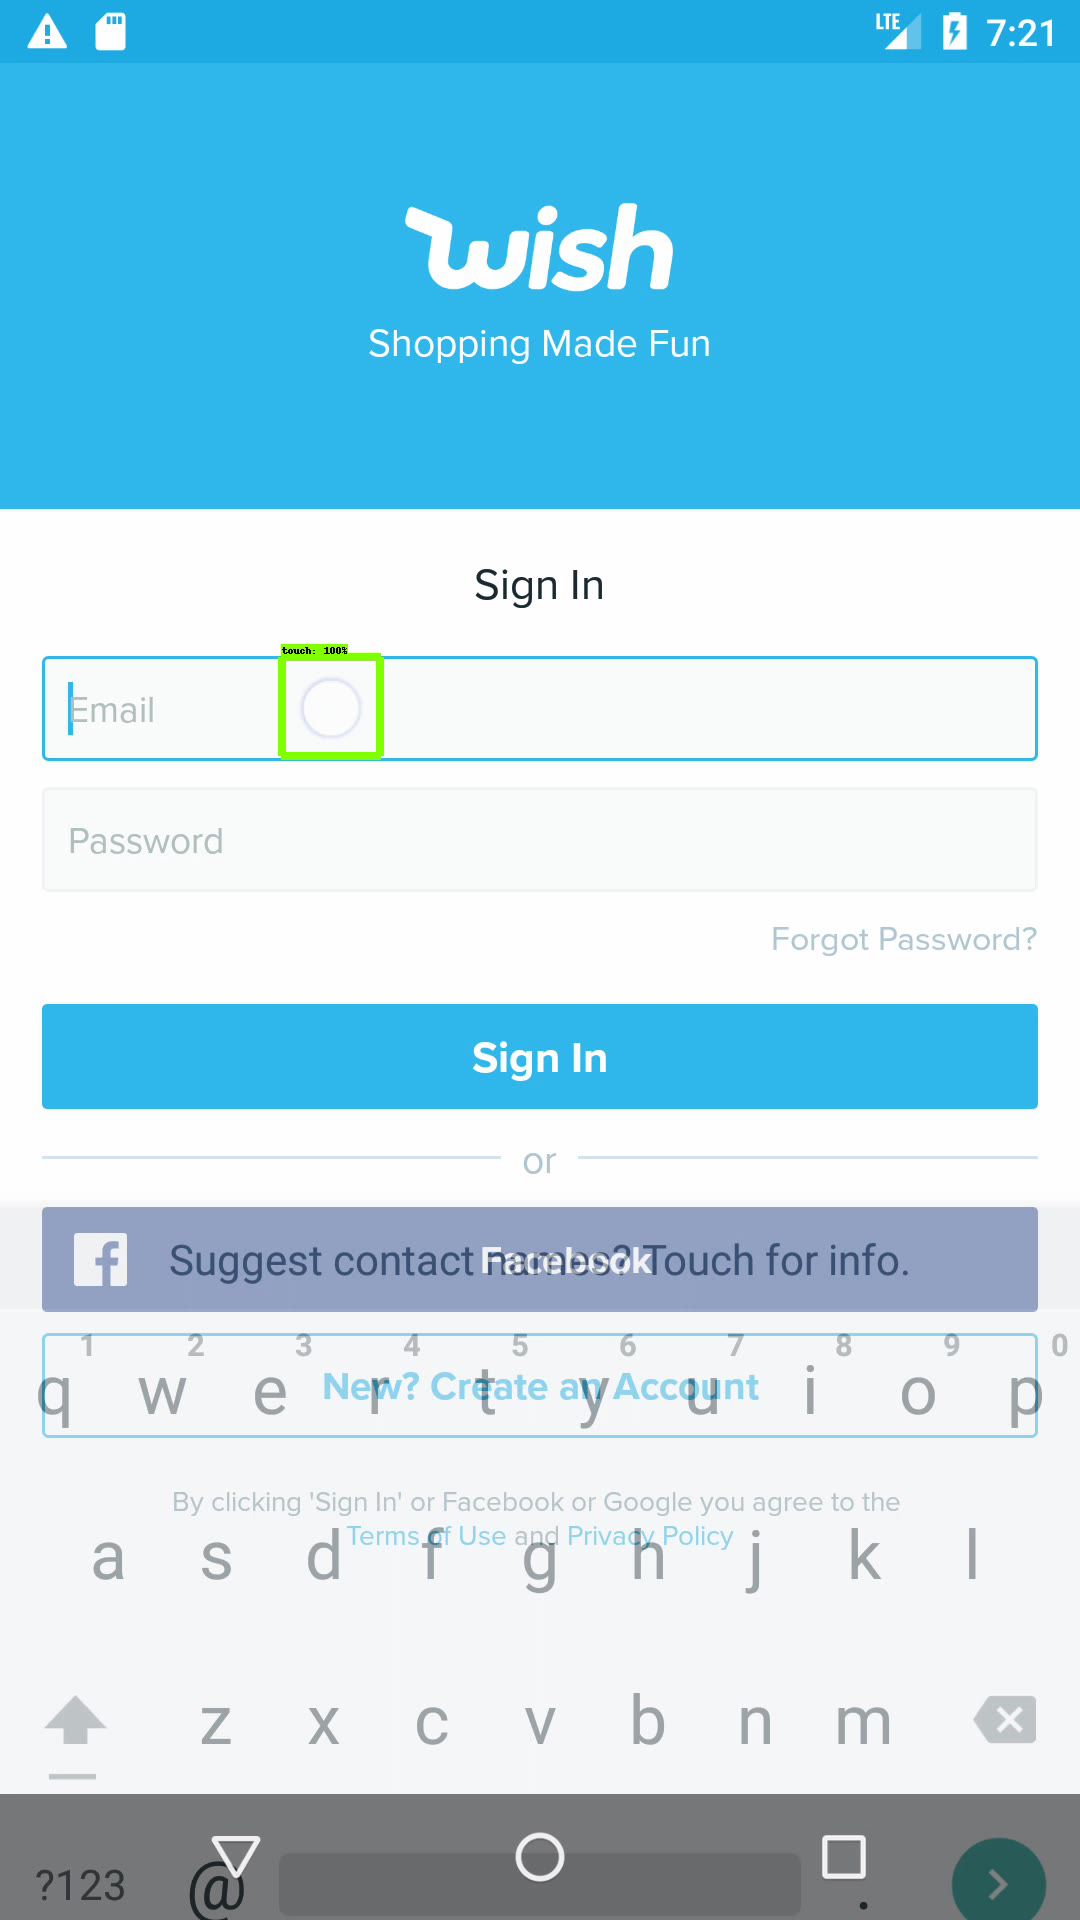 LTE 7:21
wish
Shopping Made Fun
Sign In
touch: 100%
Email
Password
Forgot Password?
Sign In
or
Suggest contact names? Touch for info.
Facebook
1 2 3 4 5 6 7 8 9 0
q w e r t y u i o p
New? Create an Account
By clicking 'Sign In' or Facebook or Google you agree to the
Terms of Use and Privacy Policy
a s d f g h j k l
z x c v b n m
?123 @ .